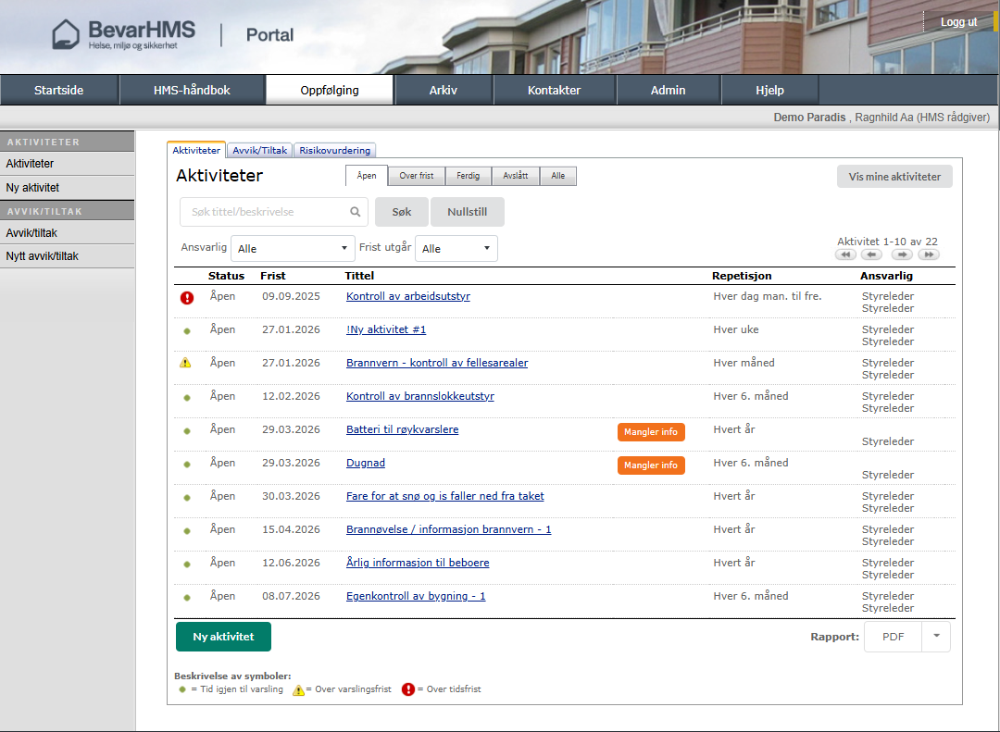 BevarHMS
Helse, miljø og sikkerhet
Portal
Logg ut
Startside HMS-håndbok Oppfølging Arkiv Kontakter Admin Hjelp
Demo Paradis , Ragnhild Aa (HMS rådgiver)
AKTIVITETER
Aktiviteter
Ny aktivitet
AVVIK/TILTAK
Avvik/tiltak
Nytt avvik/tiltak
Aktiviteter Avvik/Tiltak Risikovurdering
Aktiviteter
Åpen Over frist Ferdig Avslått Alle
Vis mine aktiviteter
Søk tittel/beskrivelse Søk Nullstill
Ansvarlig Alle Frist utgår Alle
Aktivitet 1-10 av 22
Status Frist Tittel Repetisjon Ansvarlig
Åpen 09.09.2025 Kontroll av arbeidsutstyr Hver dag man. til fre. Styreleder
Styreleder
Åpen 27.01.2026 !Ny aktivitet #1 Hver uke Styreleder
Styreleder
Åpen 27.01.2026 Brannvern - kontroll av fellesarealer Hver måned Styreleder
Styreleder
Åpen 12.02.2026 Kontroll av brannslokkeutstyr Hver 6. måned Styreleder
Styreleder
Åpen 29.03.2026 Batteri til røykvarslere Mangler info Hvert år
Styreleder
Åpen 29.03.2026 Dugnad Mangler info Hver 6. måned
Styreleder
Åpen 30.03.2026 Fare for at snø og is faller ned fra taket Hvert år Styreleder
Styreleder
Åpen 15.04.2026 Brannøvelse / informasjon brannvern - 1 Hvert år Styreleder
Styreleder
Åpen 12.06.2026 Årlig informasjon til beboere Hvert år Styreleder
Styreleder
Åpen 08.07.2026 Egenkontroll av bygning - 1 Hver 6. måned Styreleder
Styreleder
Ny aktivitet
Rapport: PDF
Beskrivelse av symboler:
= Tid igjen til varsling = Over varslingsfrist = Over tidsfrist